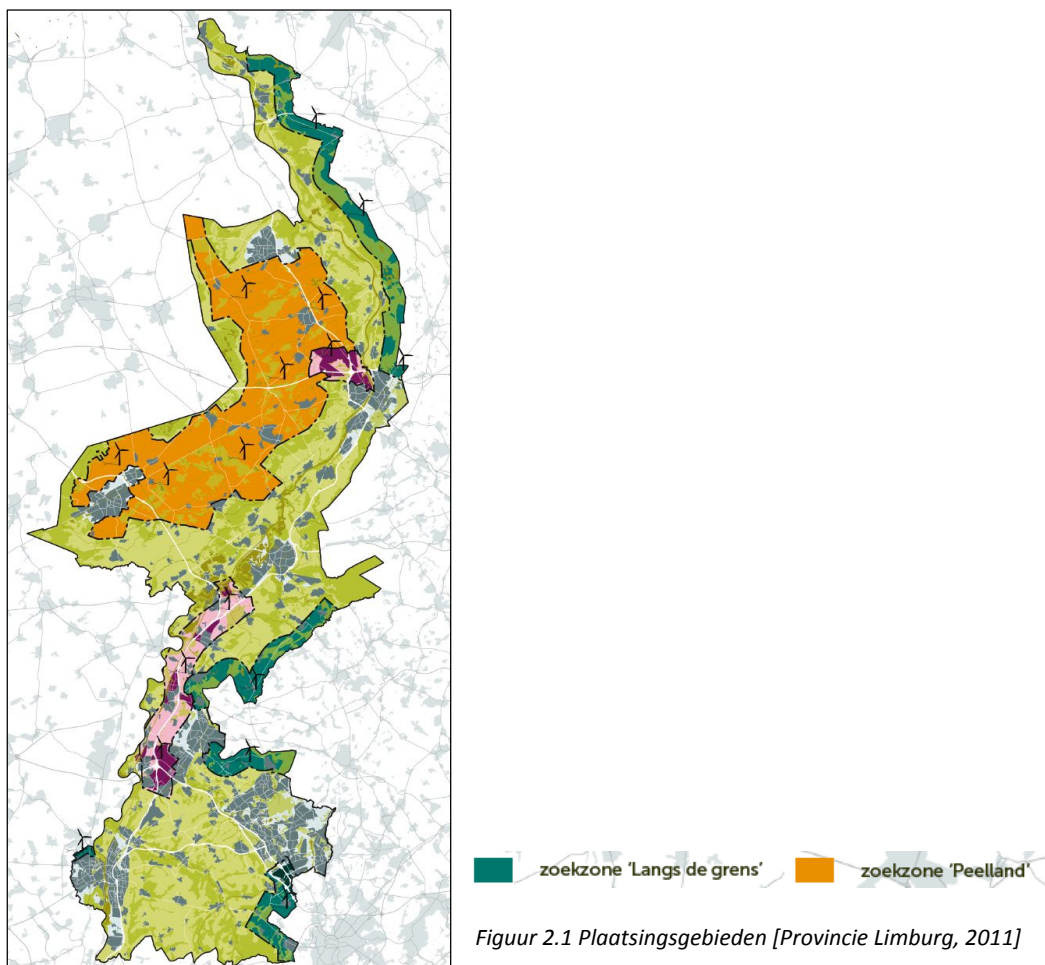 zoekzone 'Langs de grens'
zoekzone 'Peelland'
Figuur 2.1 Plaatsingsgebieden [Provincie Limburg, 2011]